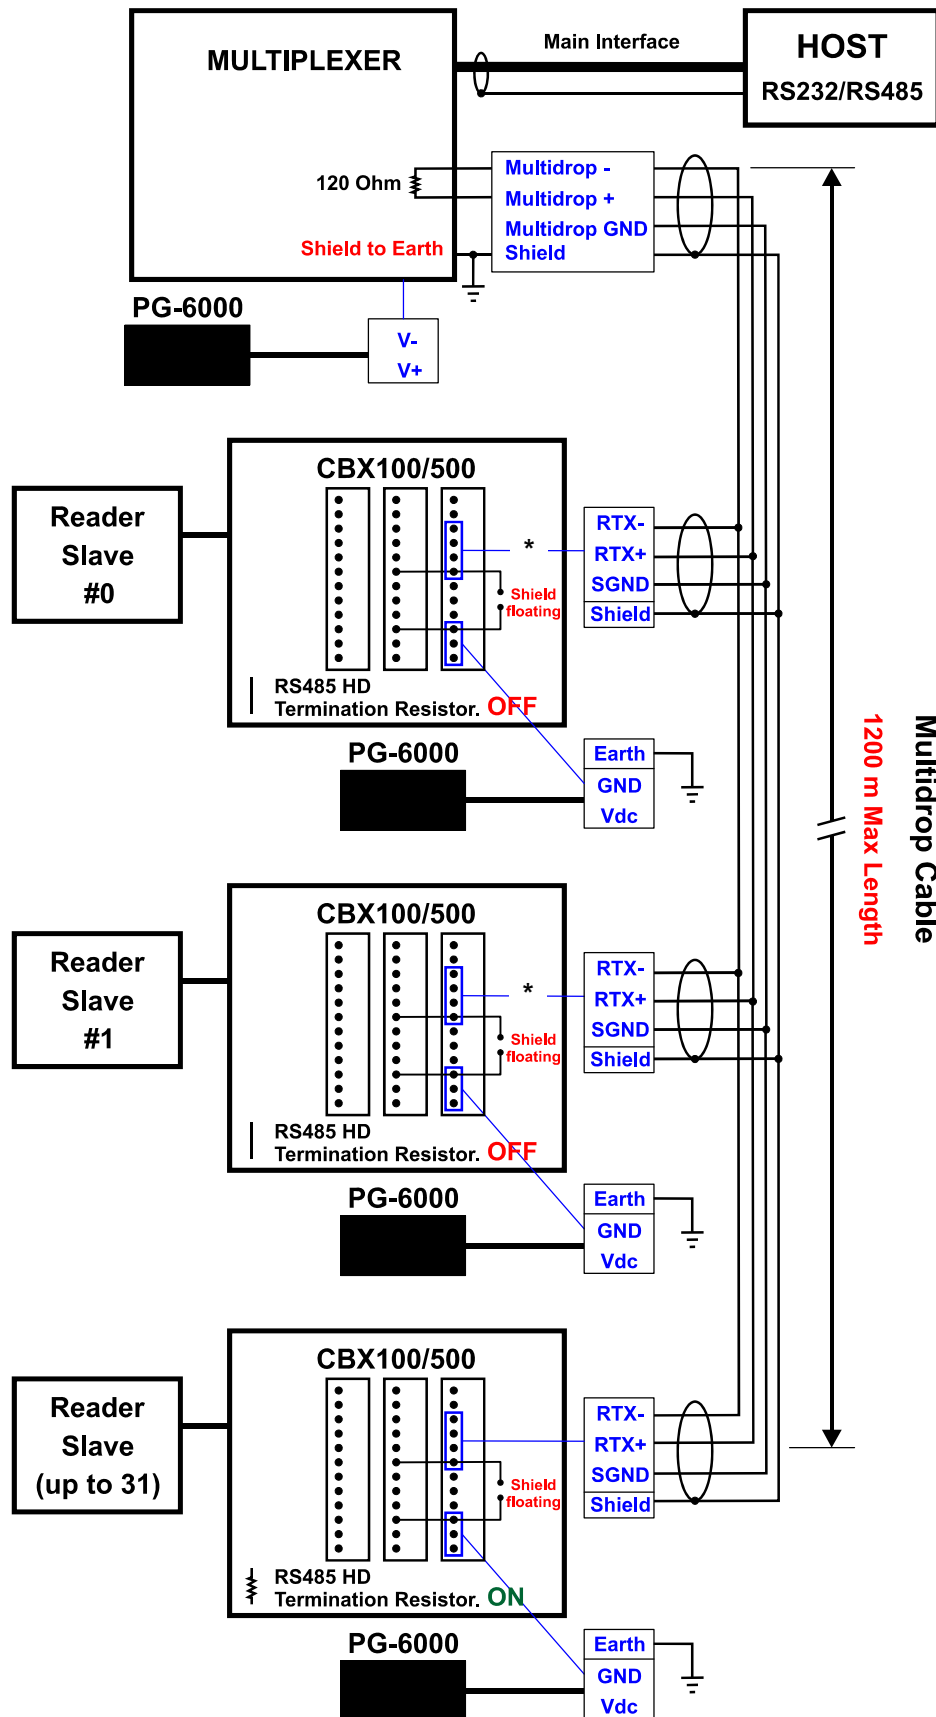 MULTIPLEXER
Main Interface
HOST
RS232/RS485
120 Ohm
Multidrop -
Multidrop +
Multidrop GND
Shield to Earth
Shield
PG-6000
V-
V+
CBX100/500
Reader
Slave
#0
*
RTX-
RTX+
SGND
Shield
Shield
floating
RS485 HD
Termination Resistor. OFF
PG-6000
Earth
GND
Vdc
Multidrop Cable
1200 m Max Length
CBX100/500
Reader
Slave
#1
*
RTX-
RTX+
SGND
Shield
Shield
floating
RS485 HD
Termination Resistor. OFF
PG-6000
Earth
GND
Vdc
CBX100/500
Reader
Slave
(up to 31)
RTX-
RTX+
SGND
Shield
Shield
floating
RS485 HD
Termination Resistor. ON
PG-6000
Earth
GND
Vdc